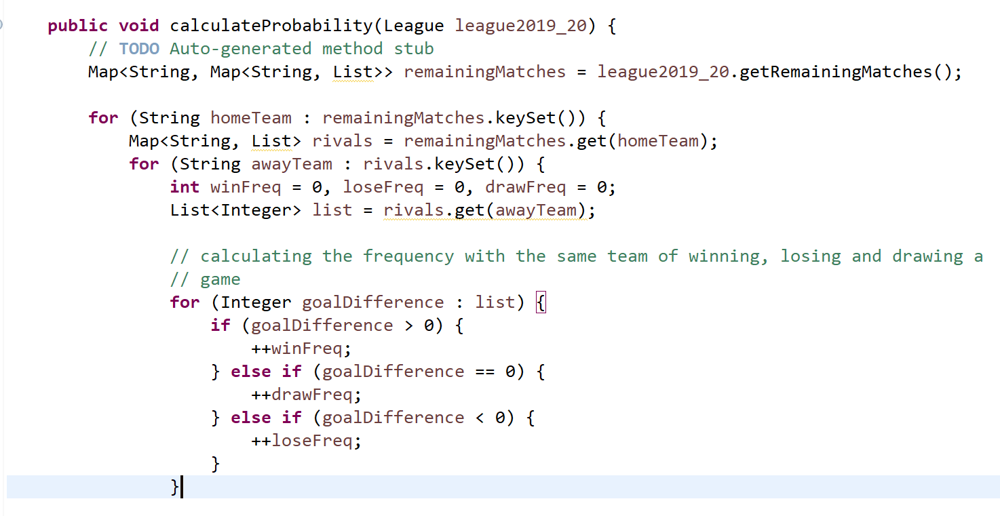 public void calculateProbability(League league2019_20) {
// TODO Auto-generated method stub
Map<String, Map<String, List>> remainingMatches = league2019_20.getRemainingMatches();
for (String homeTeam : remainingMatches.keySet()) {
Map<String, List> rivals = remainingMatches.get(homeTeam);
for (String awayTeam : rivals.keySet()) {
int winFreq = 0, loseFreq = 0, drawFreq = 0;
List<Integer> list = rivals.get(awayTeam);
// calculating the frequency with the same team of winning, losing and drawing a
// game
for (Integer goalDifference : list) {
if (goalDifference > 0) {
++winFreq;
} else if (goalDifference == 0) {
++drawFreq;
} else if (goalDifference < 0) {
++loseFreq;
}
}